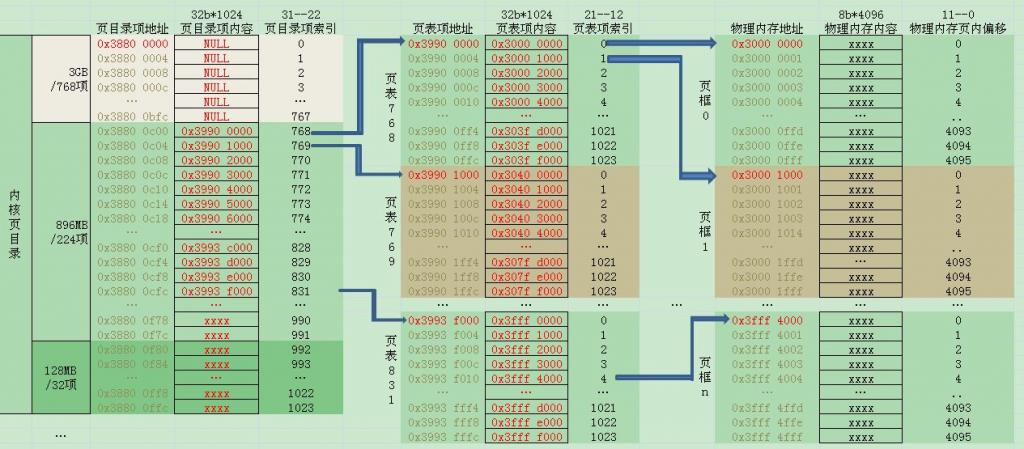 32b*1024 31--22 32b*1024 21--12 8b*4096 11--0
页目录项地址 页目录项内容 页目录项索引 页表项地址 页表项内容 页表项索引 物理内存地址 物理内存内容 物理内存页内偏移
0x3880 0000 NULL 0 0x3990 0000 0x3000 0000 0 0x3000 0000 xxxx 0
0x3880 0004 NULL 1 0x3990 0004 0x3000 1000 1 0x3000 0001 xxxx 1
0x3880 0008 NULL 2 0x3990 0008 0x3000 2000 2 0x3000 0002 xxxx 2
0x3880 000c NULL 3 0x3990 000c 0x3000 3000 3 0x3000 0003 xxxx 3
… NULL … 0x3990 0010 0x3000 4000 4 0x3000 0004 xxxx 4
0x3880 0bfc NULL 767 … … … … xxxx ..
0x3880 0c00 0x3990 0000 768 0x3990 0ff4 0x303f d000 1021 0x3000 0ffd xxxx 4093
0x3880 0c04 0x3990 1000 769 0x3990 0ff8 0x303f e000 1022 0x3000 0ffe xxxx 4094
0x3880 0c08 0x3990 2000 770 0x3990 0ffc 0x303f f000 1023 0x3000 0fff xxxx 4095
0x3880 0c0c 0x3990 3000 771 0x3990 1000 0x3040 0000 0 0x3000 1000 xxxx 0
0x3880 0c10 0x3990 4000 772 0x3990 1004 0x3040 1000 1 0x3000 1001 xxxx 1
0x3880 0c14 0x3990 5000 773 0x3990 1008 0x3040 2000 2 0x3000 1002 xxxx 2
0x3880 0c18 0x3990 6000 774 0x3990 100c 0x3040 3000 3 0x3000 1003 xxxx 3
… … … 0x3990 1010 0x3040 4000 4 0x3000 1014 xxxx 4
0x3880 0cf0 0x3993 c000 828 … … … … xxxx ..
0x3880 0cf4 0x3993 d000 829 0x3990 1ff4 0x307f d000 1021 0x3000 1ffd xxxx 4093
0x3880 0cf8 0x3993 e000 830 0x3990 1ff8 0x307f e000 1022 0x3000 1ffe xxxx 4094
0x3880 0cfc 0x3993 f000 831 0x3990 1ffc 0x307f f000 1023 0x3000 1fff xxxx 4095
… … … … … … … … … …
0x3880 0f78 xxxx 990 0x3993 f000 0x3fff 0000 0 0x3fff 4000 xxxx 0
0x3880 0f7c xxxx 991 0x3993 f004 0x3fff 1000 1 0x3fff 4001 xxxx 1
0x3880 0f80 xxxx 992 0x3993 f008 0x3fff 2000 2 0x3fff 4002 xxxx 2
0x3880 0f84 xxxx 993 0x3993 f00c 0x3fff 3000 3 0x3fff 4003 xxxx 3
… … … 0x3993 f010 0x3fff 4000 4 0x3fff 4004 xxxx 4
0x3880 0ff8 xxxx 1022 … … … … xxxx ..
0x3880 0ffc xxxx 1023 0x3993 fff4 0x3fff d000 1021 0x3fff 4ffd xxxx 4093
… 0x3993 fff8 0x3fff e000 1022 0x3fff 4ffe xxxx 4094
0x3993 fffc 0x3fff f000 1023 0x3fff 4fff xxxx 4095
内核页目录
3GB
/768项
896MB
/224项
128MB
/32项
页表768
页表769
页表831
页框0
页框1
页框n